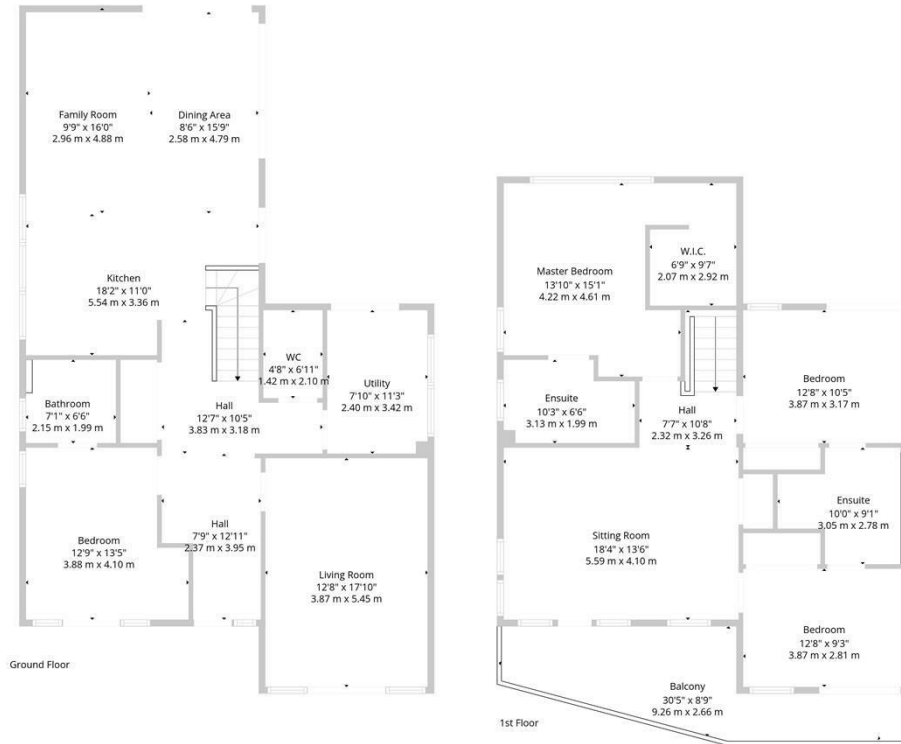 Family Room
9'9" x 16'0"
2.96 m x 4.88 m
Dining Area
8'6" x 15'9"
2.58 m x 4.79 m
Kitchen
18'2" x 11'0"
5.54 m x 3.36 m
WC
4'8" x 6'11"
1.42 m x 2.10 m
Utility
7'10" x 11'3"
2.40 m x 3.42 m
Bathroom
7'1" x 6'6"
2.15 m x 1.99 m
Hall
12'7" x 10'5"
3.83 m x 3.18 m
Bedroom
12'9" x 13'5"
3.88 m x 4.10 m
Hall
7'9" x 12'11"
2.37 m x 3.95 m
Living Room
12'8" x 17'10"
3.87 m x 5.45 m
Ground Floor
Master Bedroom
13'10" x 15'1"
4.22 m x 4.61 m
W.I.C.
6'9" x 9'7"
2.07 m x 2.92 m
Bedroom
12'8" x 10'5"
3.87 m x 3.17 m
Ensuite
10'3" x 6'6"
3.13 m x 1.99 m
Hall
7'7" x 10'8"
2.32 m x 3.26 m
Ensuite
10'0" x 9'1"
3.05 m x 2.78 m
Sitting Room
18'4" x 13'6"
5.59 m x 4.10 m
Bedroom
12'8" x 9'3"
3.87 m x 2.81 m
Balcony
30'5" x 8'9"
9.26 m x 2.66 m
1st Floor